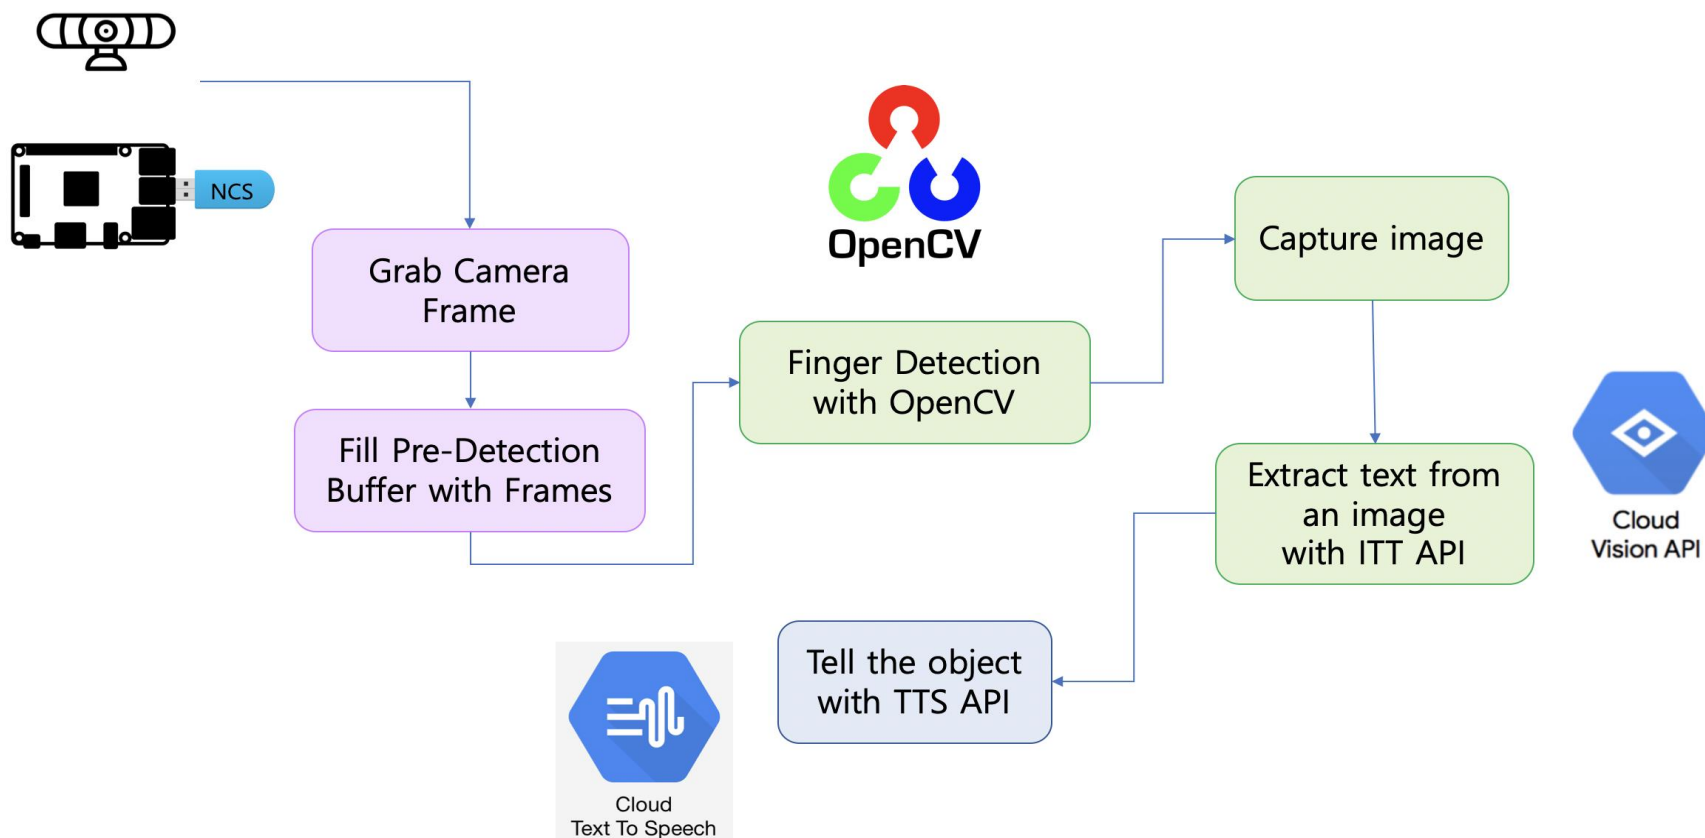 NCS
Grab Camera
Frame
Fill Pre-Detection
Buffer with Frames
OpenCV
Finger Detection
with OpenCV
Capture image
Extract text from
an image
with ITT API
Cloud
Vision API
Tell the object
with TTS API
Cloud
Text To Speech